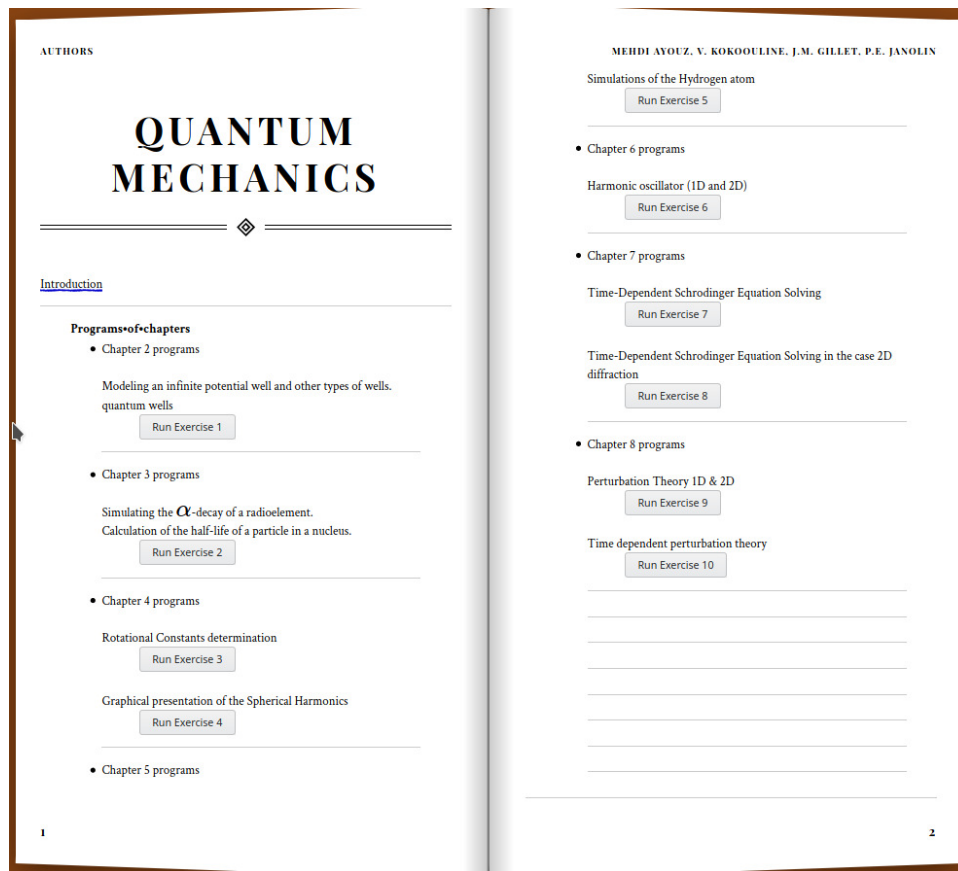 AUTHORS
QUANTUM
MECHANICS
Introduction
Programs•of•chapters
• Chapter 2 programs
Modeling an infinite potential well and other types of wells.
quantum wells
Run Exercise 1
• Chapter 3 programs
Simulating the α-decay of a radioelement.
Calculation of the half-life of a particle in a nucleus.
Run Exercise 2
• Chapter 4 programs
Rotational Constants determination
Run Exercise 3
Graphical presentation of the Spherical Harmonics
Run Exercise 4
• Chapter 5 programs
1
MEHDI AYOUZ, V. KOKOOULINE, J.M. GILLET, P.E. JANOLIN
Simulations of the Hydrogen atom
Run Exercise 5
• Chapter 6 programs
Harmonic oscillator (1D and 2D)
Run Exercise 6
• Chapter 7 programs
Time-Dependent Schrodinger Equation Solving
Run Exercise 7
Time-Dependent Schrodinger Equation Solving in the case 2D
diffraction
Run Exercise 8
• Chapter 8 programs
Perturbation Theory 1D & 2D
Run Exercise 9
Time dependent perturbation theory
Run Exercise 10
2